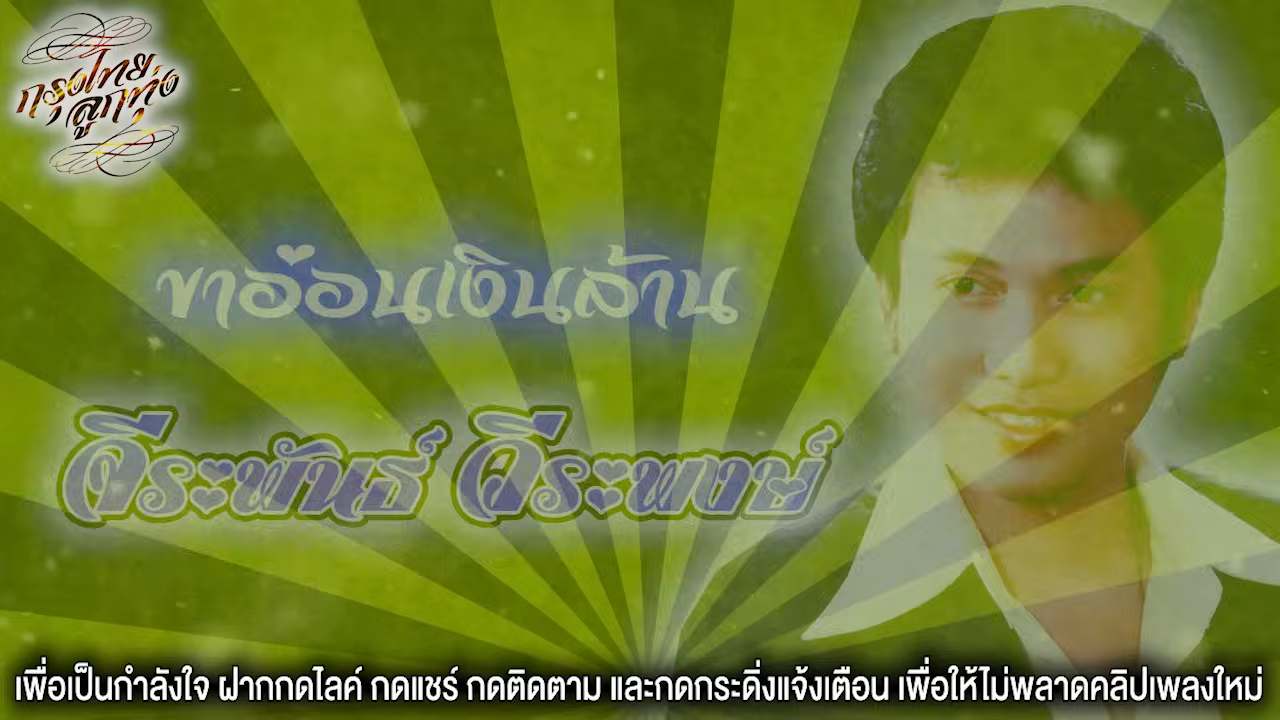 กรุงไทย
ลูกทุ่ง
ขาอ่อนเงินล้าน
จีระพันธ์ วีระพงษ์
เพื่อเป็นกำลังใจ ฝากกดไลค์ กดแชร์ กดติดตาม และกดกระดิ่งแจ้งเตือน เพื่อให้ไม่พลาดคลิปเพลงใหม่